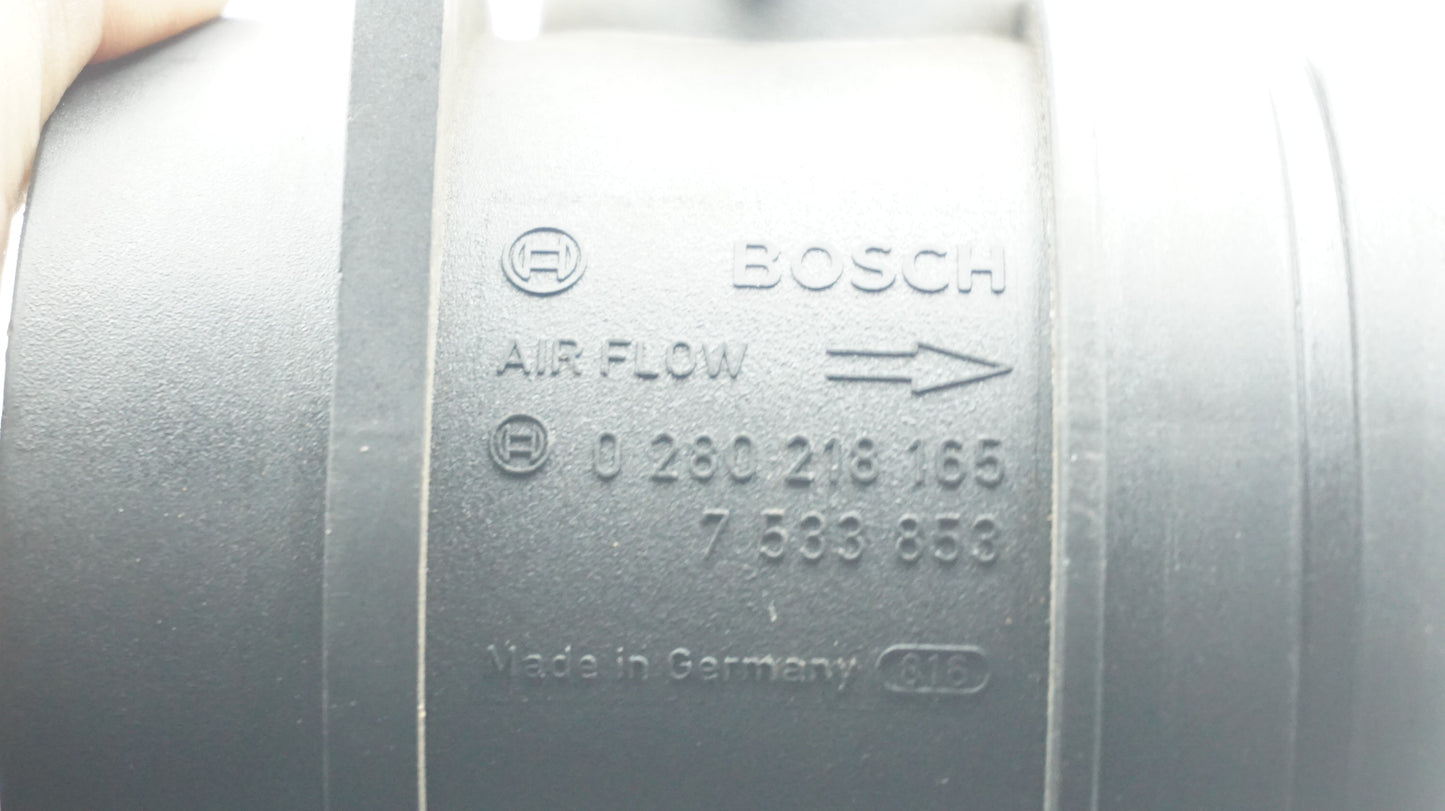 BOSCH
AIR FLOW
0 280 218 165
7 533 853
Made in Germany 816